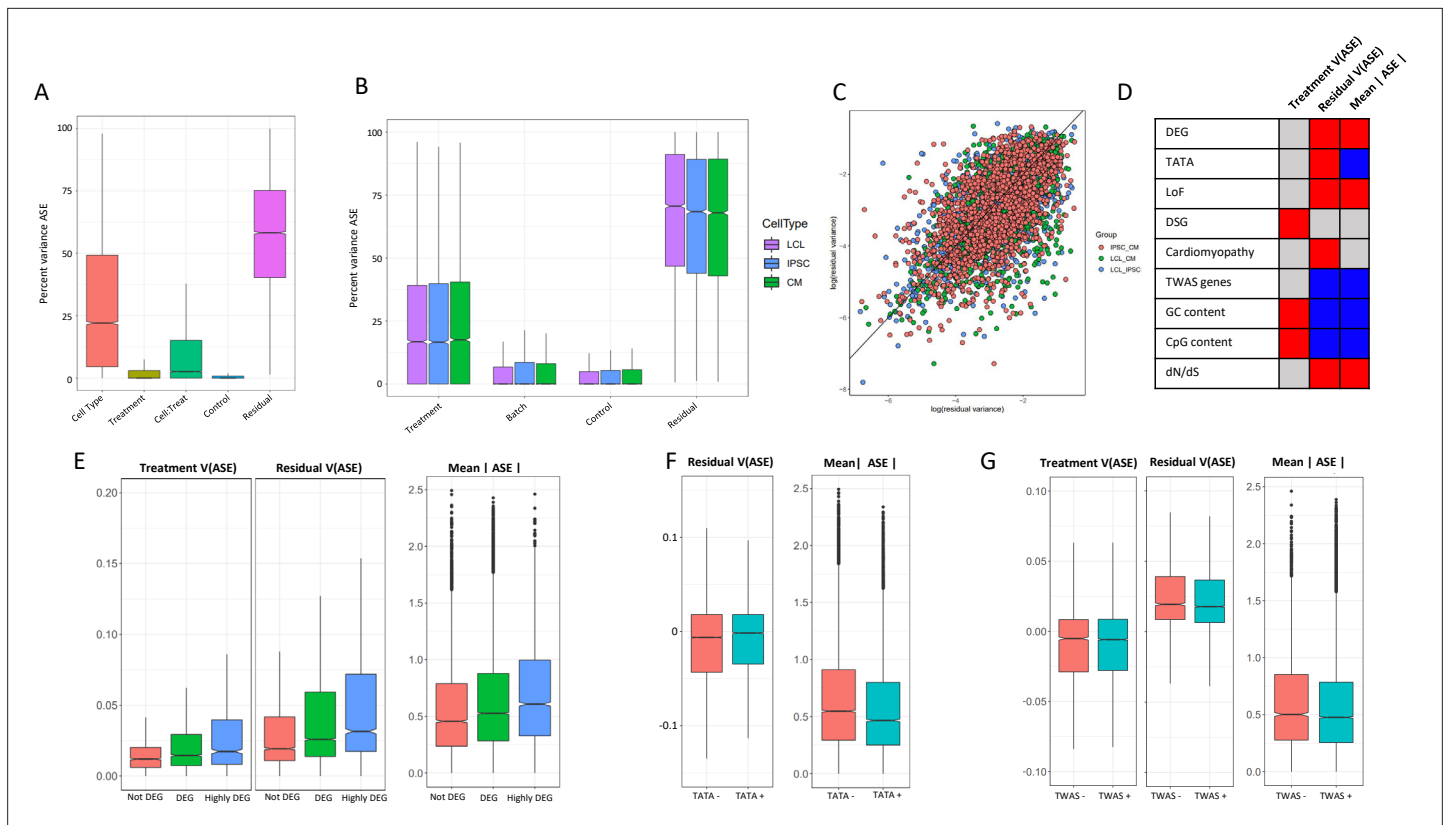 A
Percent variance ASE
100
75
50
25
0
Cell Type
Treatment
Cell:Treat
Control
Residual
B
Percent variance ASE
100
75
50
25
0
Treatment
Batch
Control
Residual
CellType
LCL
IPSC
CM
C
log(residual variance)
−2
−4
−6
−8
−6
−4
−2
log(residual variance)
Group
IPSC_CM
LCL_CM
LCL_IPSC
D
Treatment V(ASE)
Residual V(ASE)
Mean | ASE |
DEG
TATA
LoF
DSG
Cardiomyopathy
TWAS genes
GC content
CpG content
dN/dS
E
Treatment V(ASE)
Residual V(ASE)
Mean | ASE |
0.20
0.15
0.10
0.05
0.00
Not DEG
DEG
Highly DEG
Not DEG
DEG
Highly DEG
2.5
2.0
1.5
1.0
0.5
0.0
Not DEG
DEG
Highly DEG
F
Residual V(ASE)
Mean| ASE |
0.1
0
-0.1
TATA -
TATA +
2.5
2.0
1.5
1.0
0.5
0.0
TATA -
TATA +
G
Treatment V(ASE)
Residual V(ASE)
Mean | ASE |
0.10
0.05
0.00
-0.05
-0.10
TWAS -
TWAS +
TWAS -
TWAS +
2.5
2.0
1.5
1.0
0.5
0.0
TWAS -
TWAS +